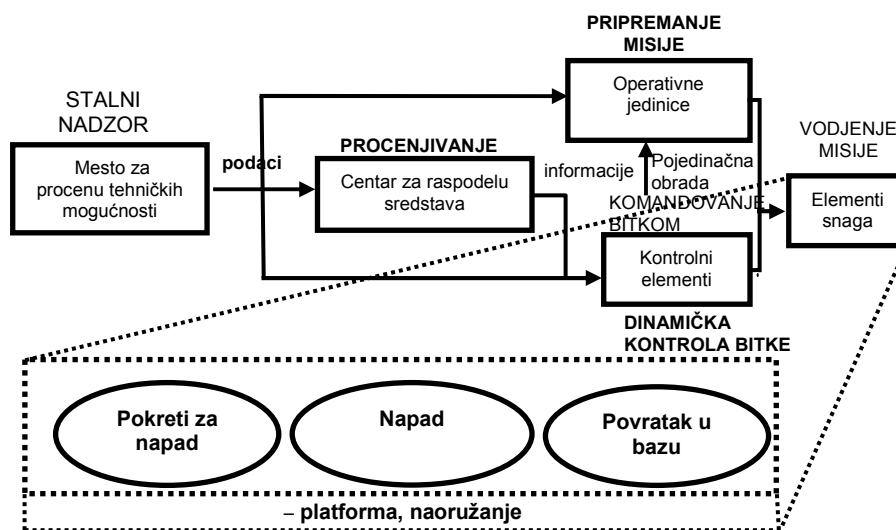 PRIPREMANJE
MISIJE
Operativne
jedinice
STALNI
NADZOR
VODJENJE
MISIJE
PROCENJIVANJE
podaci
Mesto za
procenu tehničkih
mogućnosti
Centar za raspodelu
sredstava
informacije
Pojedinačna
obrada
KOMANDOVANJE
BITKOM
Elementi
snaga
Kontrolni
elementi
DINAMIČKA
KONTROLA BITKE
Pokreti za
napad
Napad
Povratak u
bazu
– platforma, naoružanje